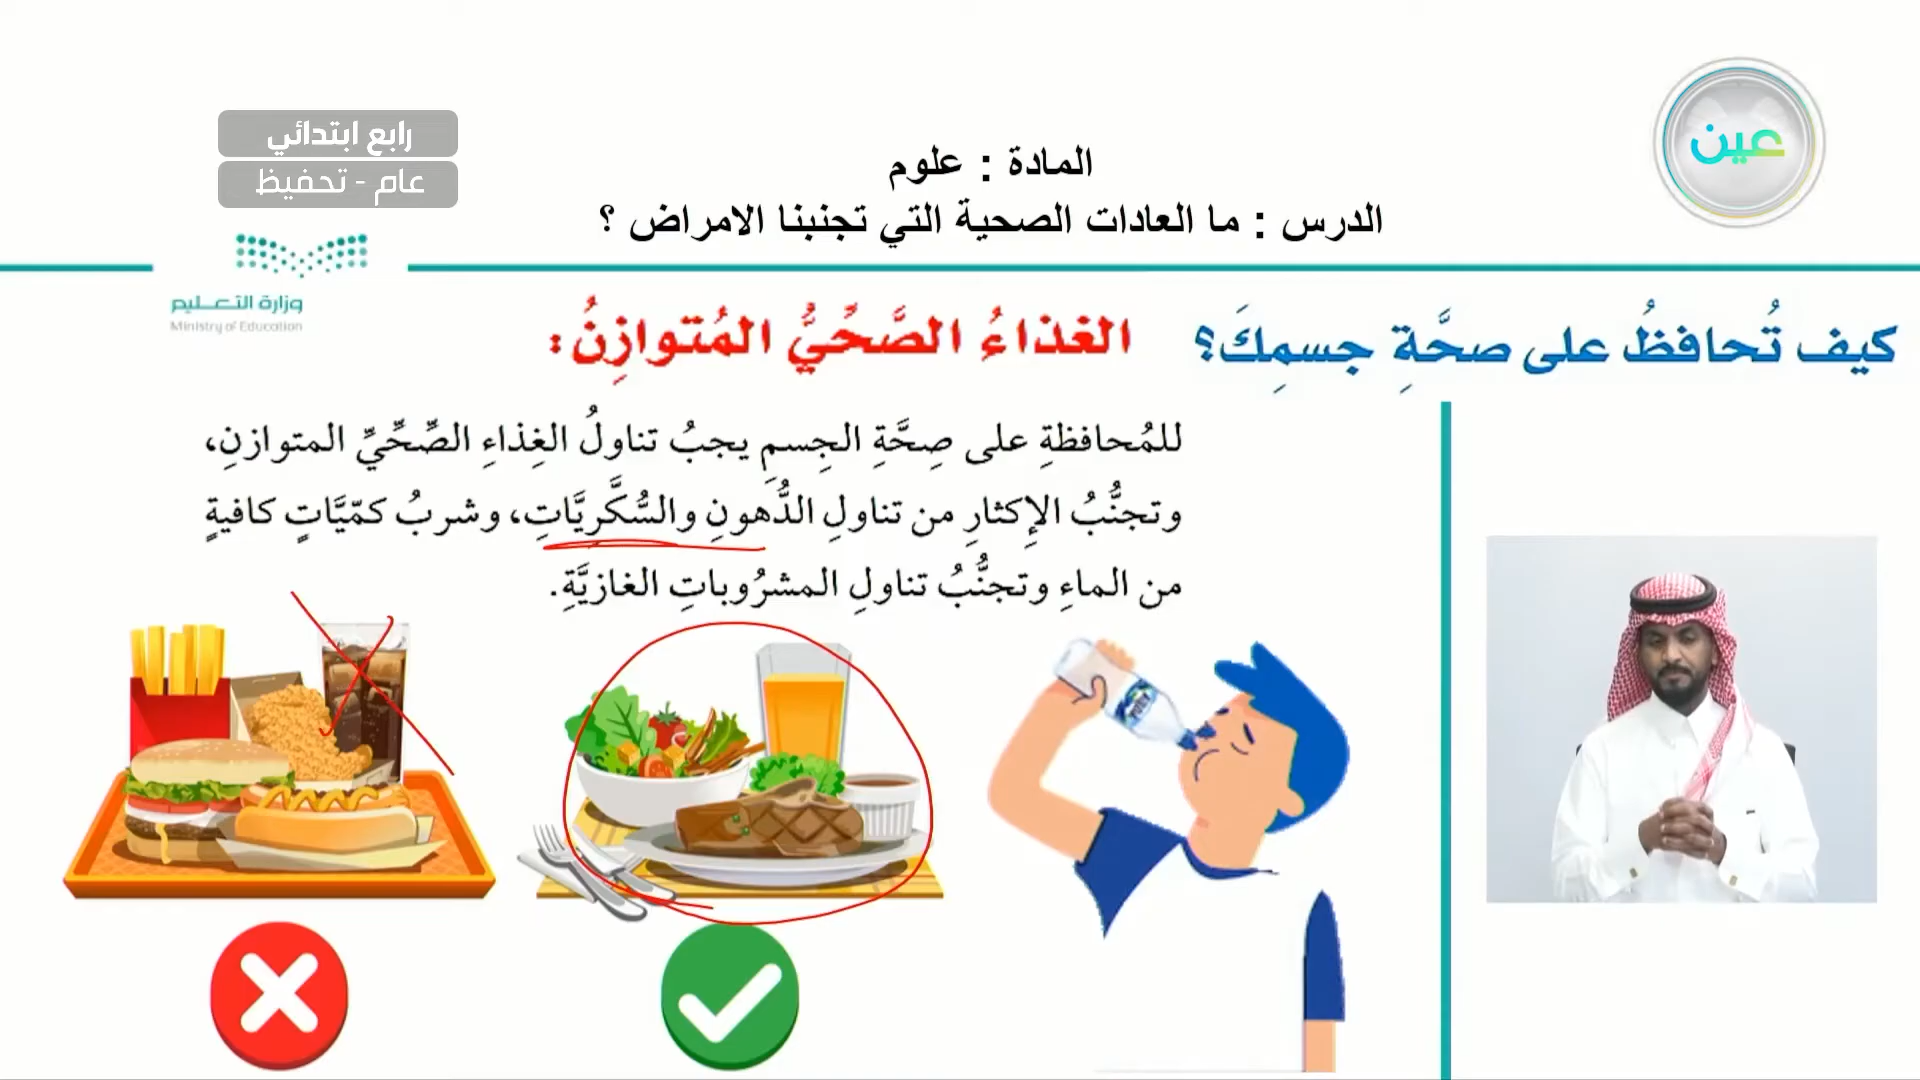 عين
رابع ابتدائي
عام - تحفيظ
المادة : علوم
الدرس : ما العادات الصحية التي تجنبنا الامراض ؟
وزارة التعليم
Ministry of Education
كيف تُحافظُ على صحَّةِ جسمِكَ؟
الغذاءُ الصَّحِّيُّ المُتوازِنُ:
للمُحافظةِ على صِحَّةِ الجِسمِ يجبُ تناولُ الغِذاءِ الصِّحِّيِّ المتوازنِ،
وتجنُّبُ الإِكثارِ من تناولِ الدُّهونِ والسُّكَّرِيَّاتِ، وشربُ كمّيَّاتٍ كافيةٍ
من الماءِ وتجنُّبُ تناولِ المشرُوباتِ الغازيَّةِ.